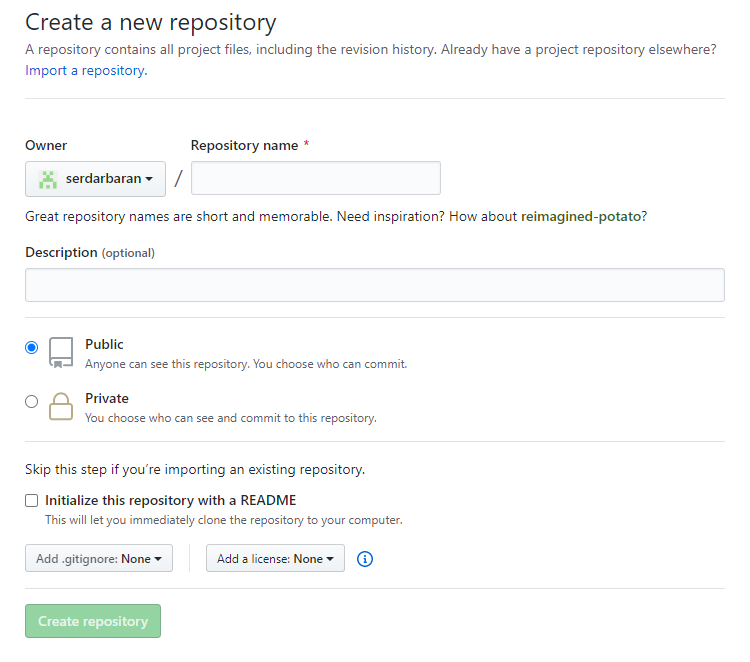 Create a new repository
A repository contains all project files, including the revision history. Already have a project repository elsewhere?
Import a repository.
Owner
Repository name *
serdarbaran
/
Great repository names are short and memorable. Need inspiration? How about reimagined-potato?
Description (optional)
Public
Anyone can see this repository. You choose who can commit.
Private
You choose who can see and commit to this repository.
Skip this step if you’re importing an existing repository.
Initialize this repository with a README
This will let you immediately clone the repository to your computer.
Add .gitignore: None
Add a license: None
Create repository